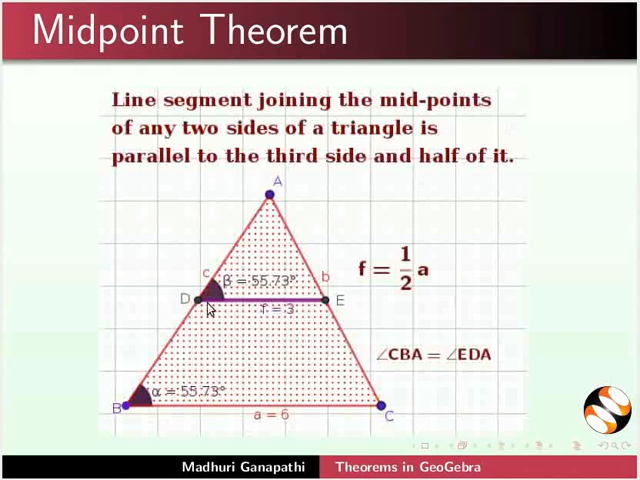 Midpoint Theorem
Line segment joining the mid-points
of any two sides of a triangle is
parallel to the third side and half of it.
A
c
β = 55.73°
b
f = 1/2 a
D
E
f = 3
∠CBA = ∠EDA
α = 55.73°
B
a = 6
C
Madhuri Ganapathi
Theorems in GeoGebra